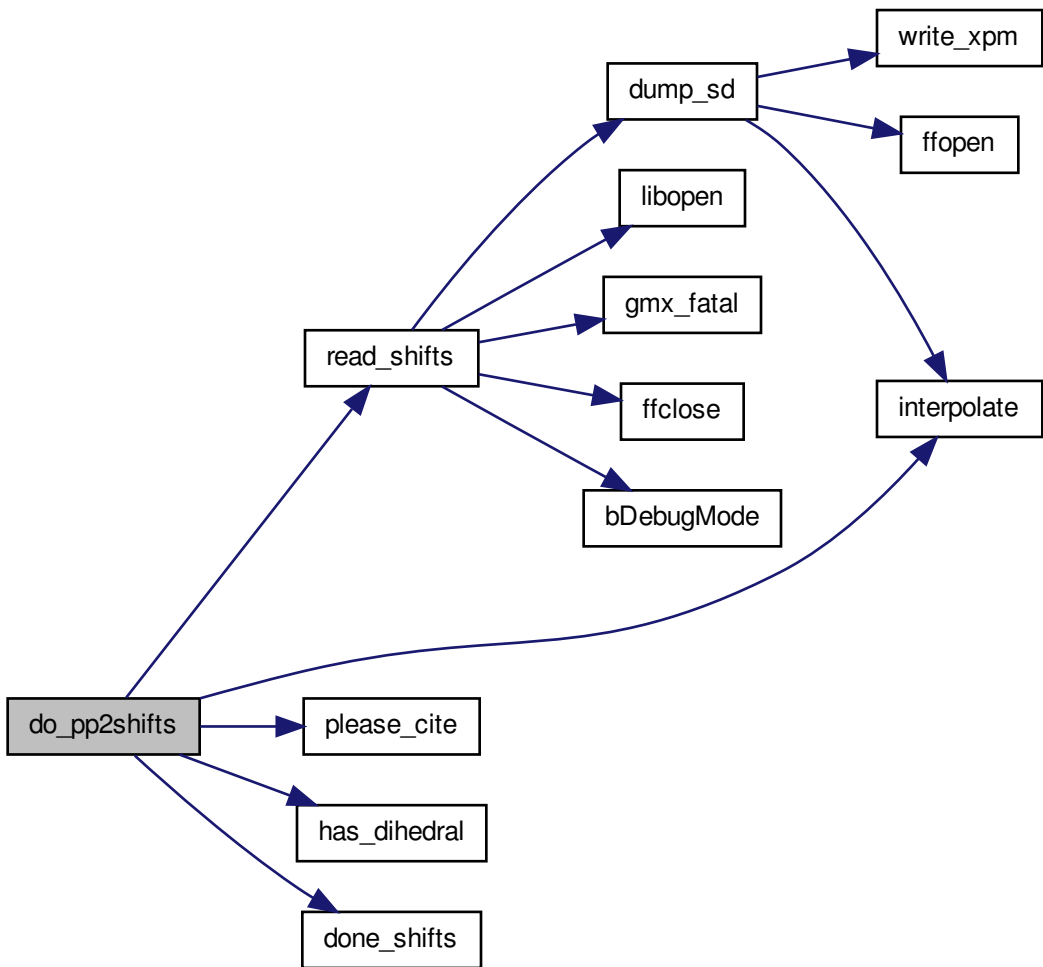 write_xpm
dump_sd
ffopen
libopen
gmx_fatal
read_shifts
ffclose
interpolate
bDebugMode
do_pp2shifts
please_cite
has_dihedral
done_shifts